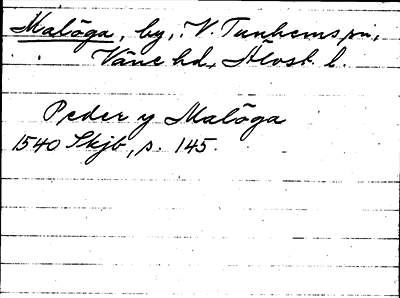 Malöga, by, V. Tunhems sn,
Väne hd, Älvsb. l.
Peder y Malöga
1540 Skjb, s. 145.